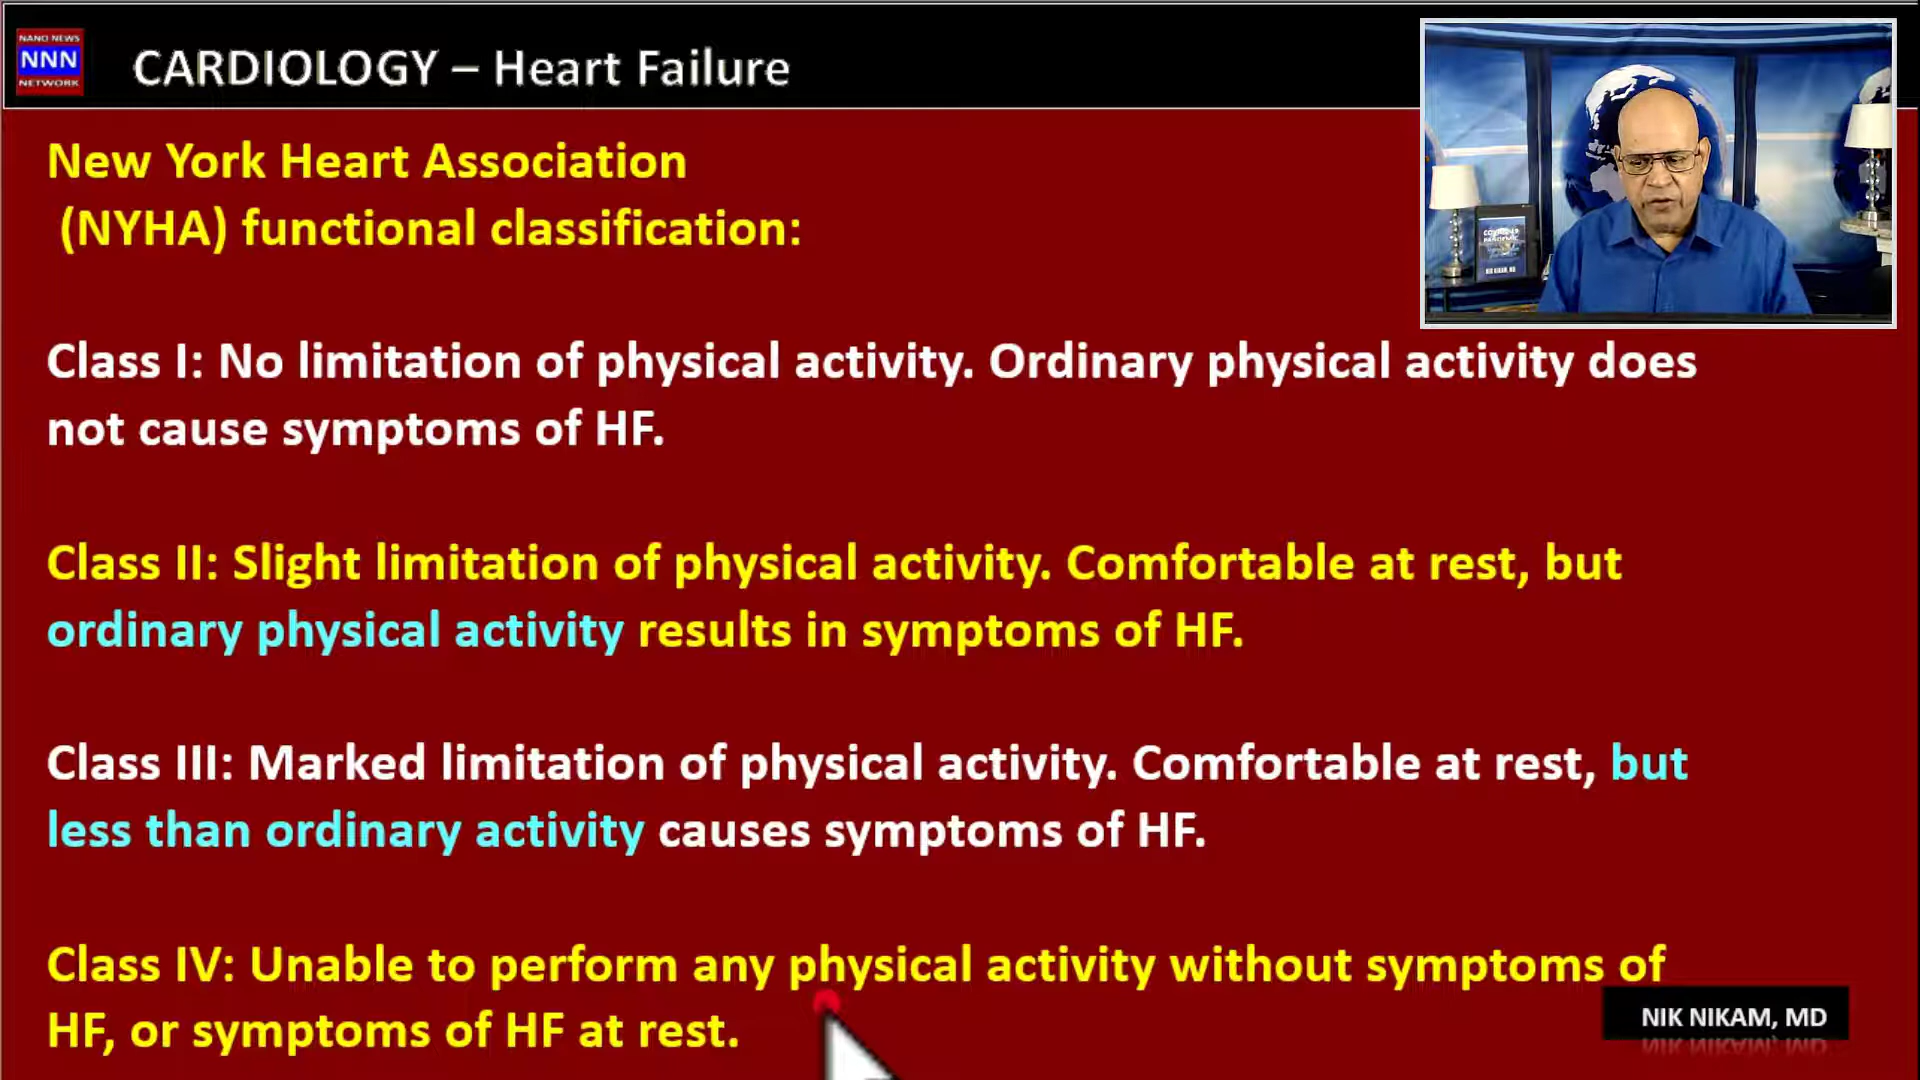 NANO NEWS
NNN
NETWORK
CARDIOLOGY – Heart Failure
New York Heart Association
(NYHA) functional classification:
Class I: No limitation of physical activity. Ordinary physical activity does
not cause symptoms of HF.
Class II: Slight limitation of physical activity. Comfortable at rest, but
ordinary physical activity results in symptoms of HF.
Class III: Marked limitation of physical activity. Comfortable at rest, but
less than ordinary activity causes symptoms of HF.
Class IV: Unable to perform any physical activity without symptoms of
HF, or symptoms of HF at rest.
NIK NIKAM, MD